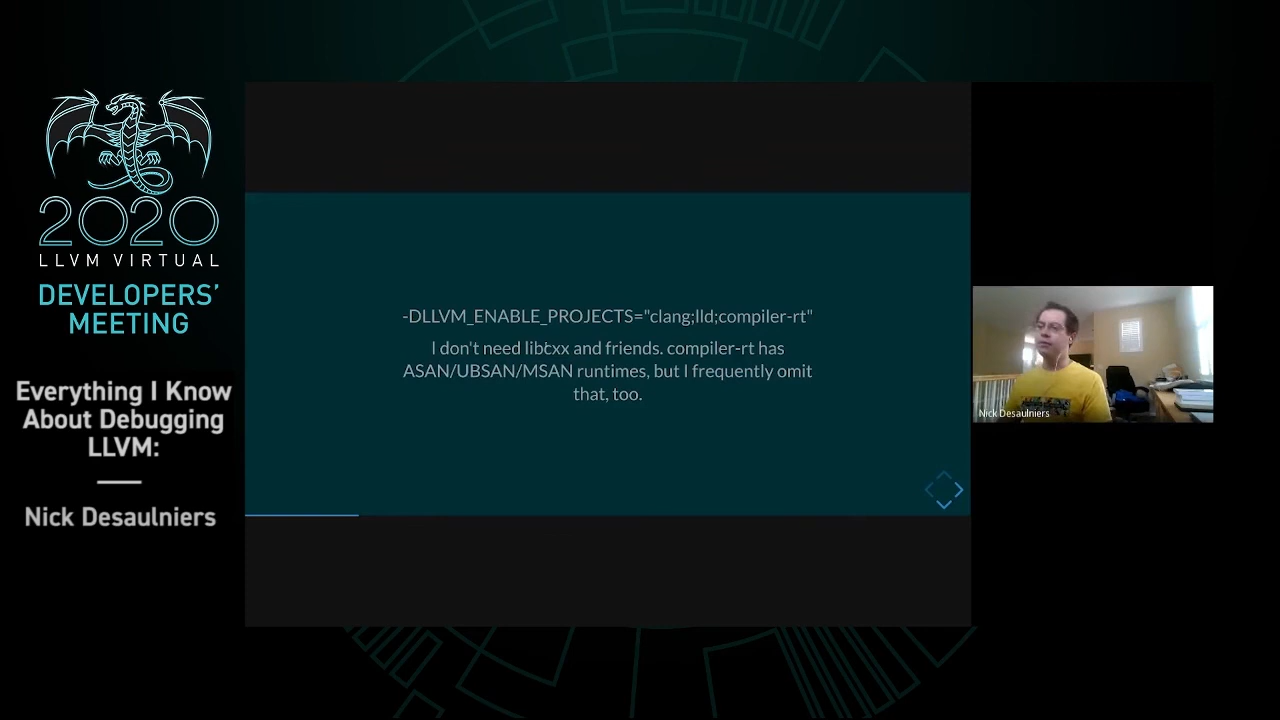 2020
LLVM VIRTUAL
DEVELOPERS'
MEETING
Everything I Know
About Debugging
LLVM:
Nick Desaulniers
-DLLVM_ENABLE_PROJECTS="clang;lld;compiler-rt"
I don't need libcxx and friends. compiler-rt has
ASAN/UBSAN/MSAN runtimes, but I frequently omit
that, too.
Nick Desaulniers